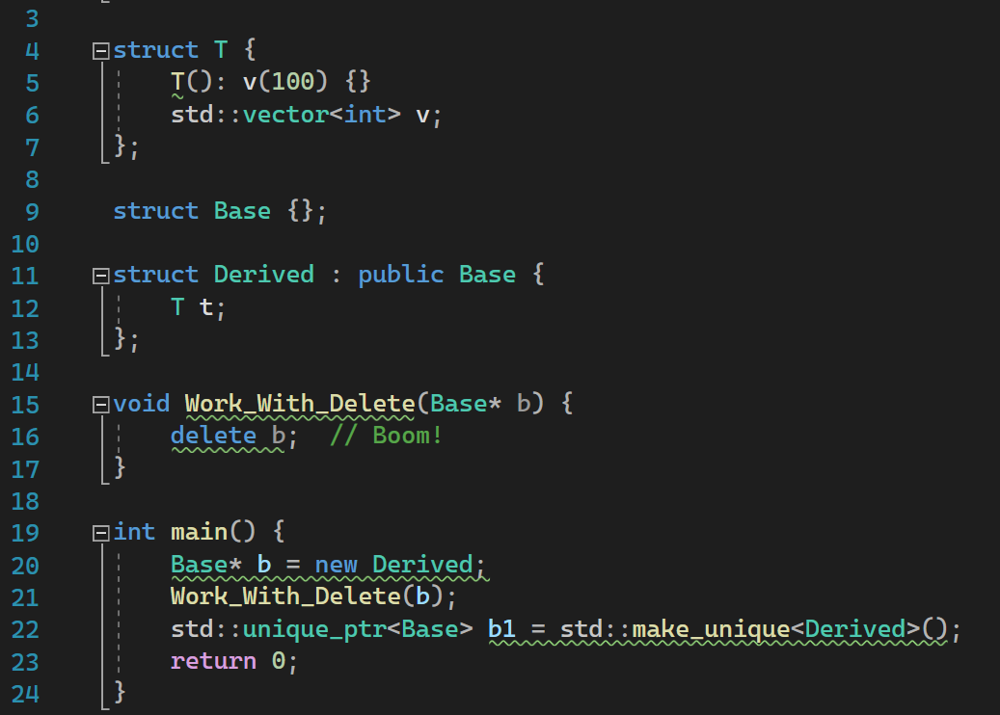 3
4 struct T {
5     T(): v(100) {}
6     std::vector<int> v;
7 };
8
9 struct Base {};
10
11 struct Derived : public Base {
12     T t;
13 };
14
15 void Work_With_Delete(Base* b) {
16     delete b;  // Boom!
17 }
18
19 int main() {
20     Base* b = new Derived;
21     Work_With_Delete(b);
22     std::unique_ptr<Base> b1 = std::make_unique<Derived>();
23     return 0;
24 }